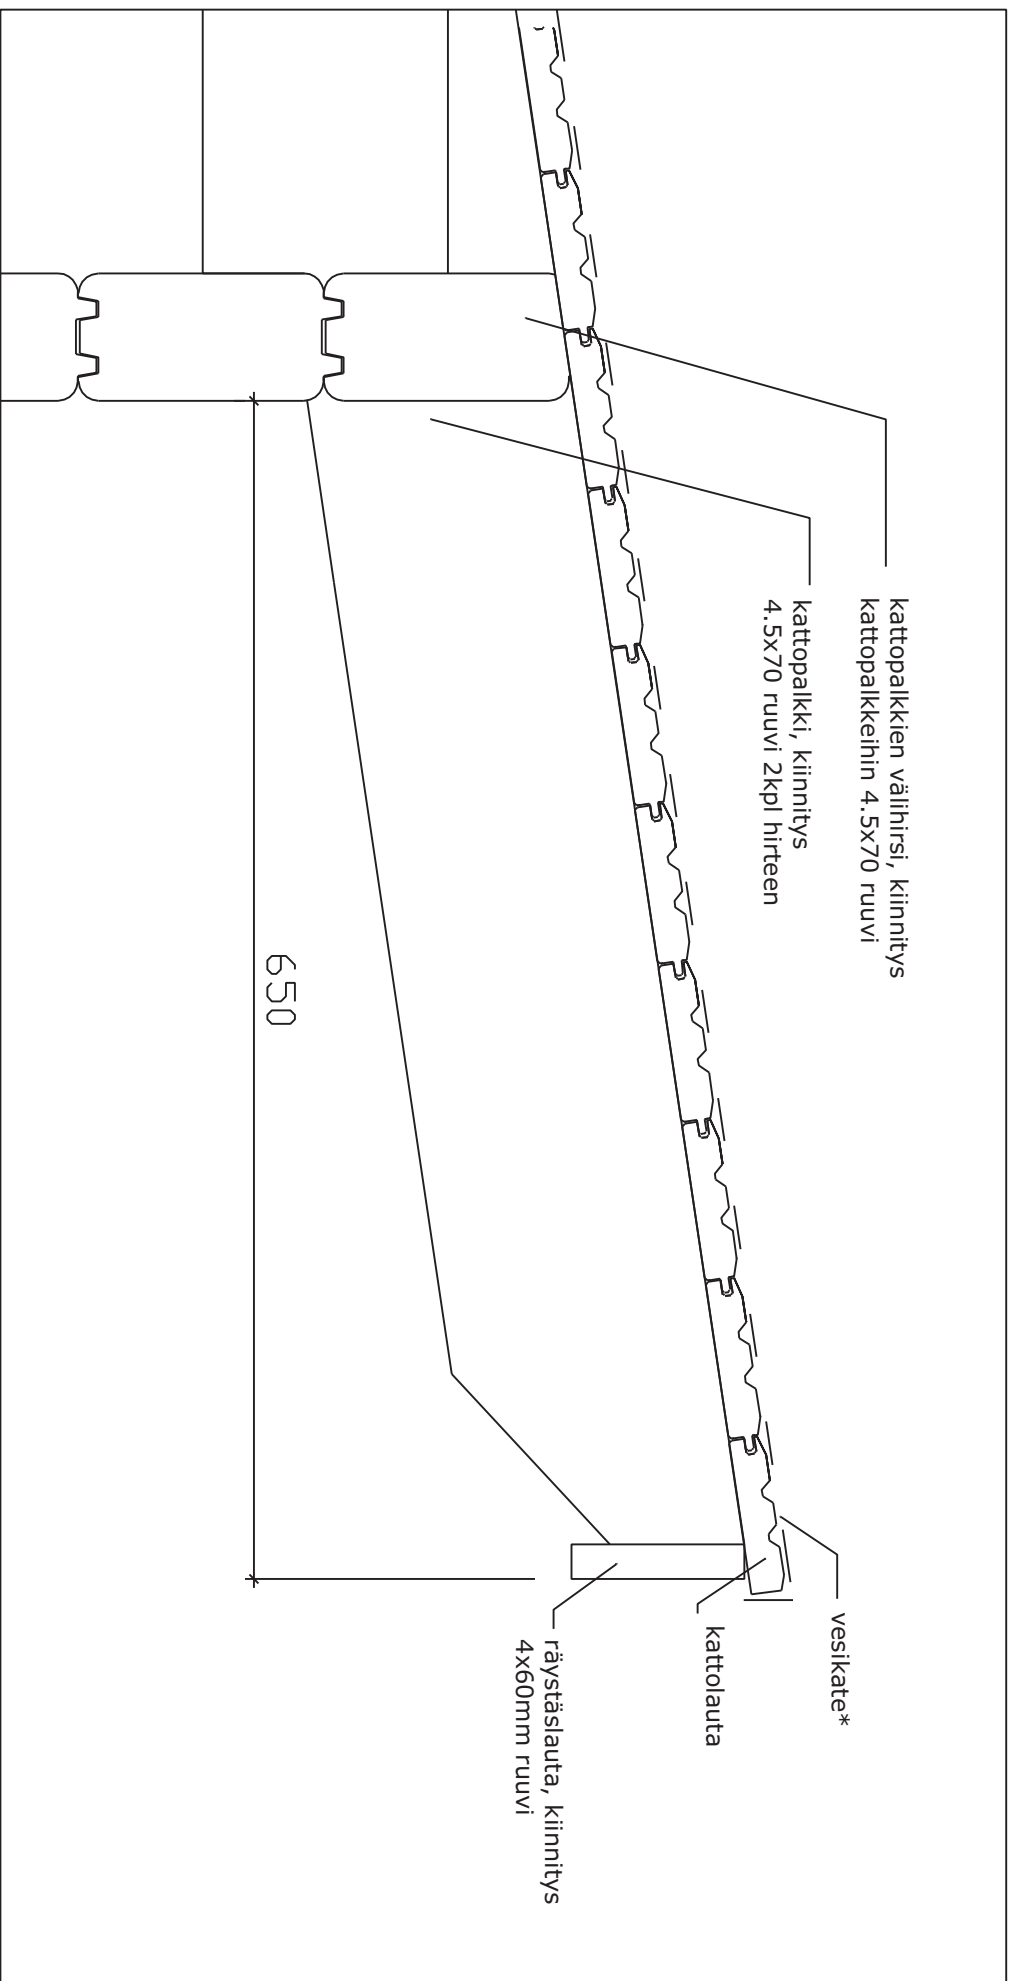 kattopalkkien välihirsi, kiinnitys
kattopalkkeihin 4.5x70 ruuvi
kattopalkki, kiinnitys
4.5x70 ruuvi 2kpl hirteen
650
vesikate*
kattolauta
räystäslauta, kiinnitys
4x60mm ruuvi